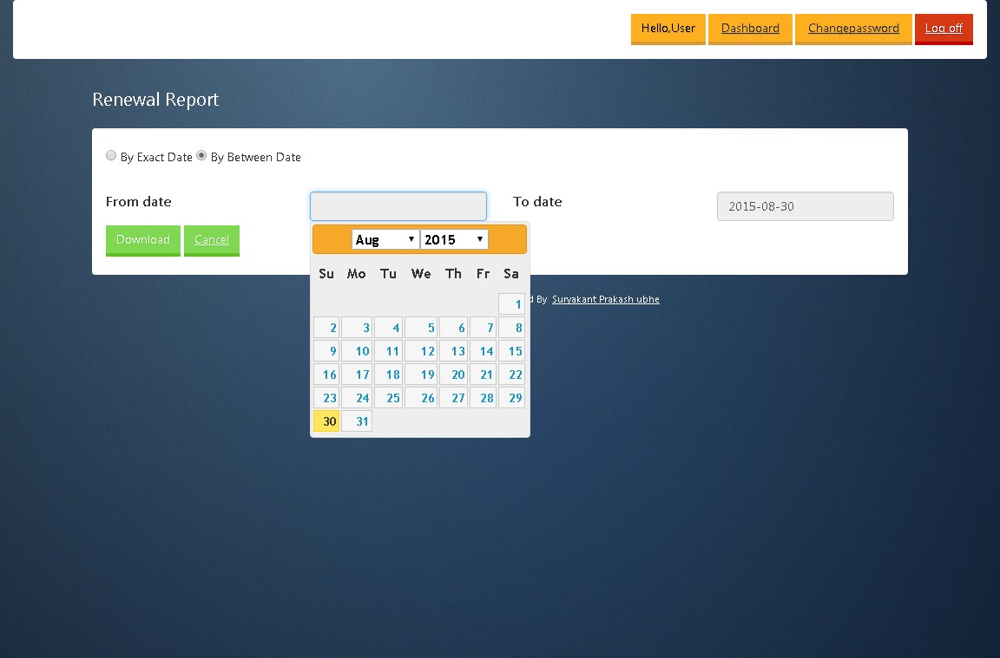 Hello,User Dashboard Changepassword Log off
Renewal Report
By Exact Date By Between Date
From date To date 2015-08-30
Download Cancel
Aug 2015
Su Mo Tu We Th Fr Sa
1
2 3 4 5 6 7 8
9 10 11 12 13 14 15
16 17 18 19 20 21 22
23 24 25 26 27 28 29
30 31
d By Suryakant Prakash ubhe